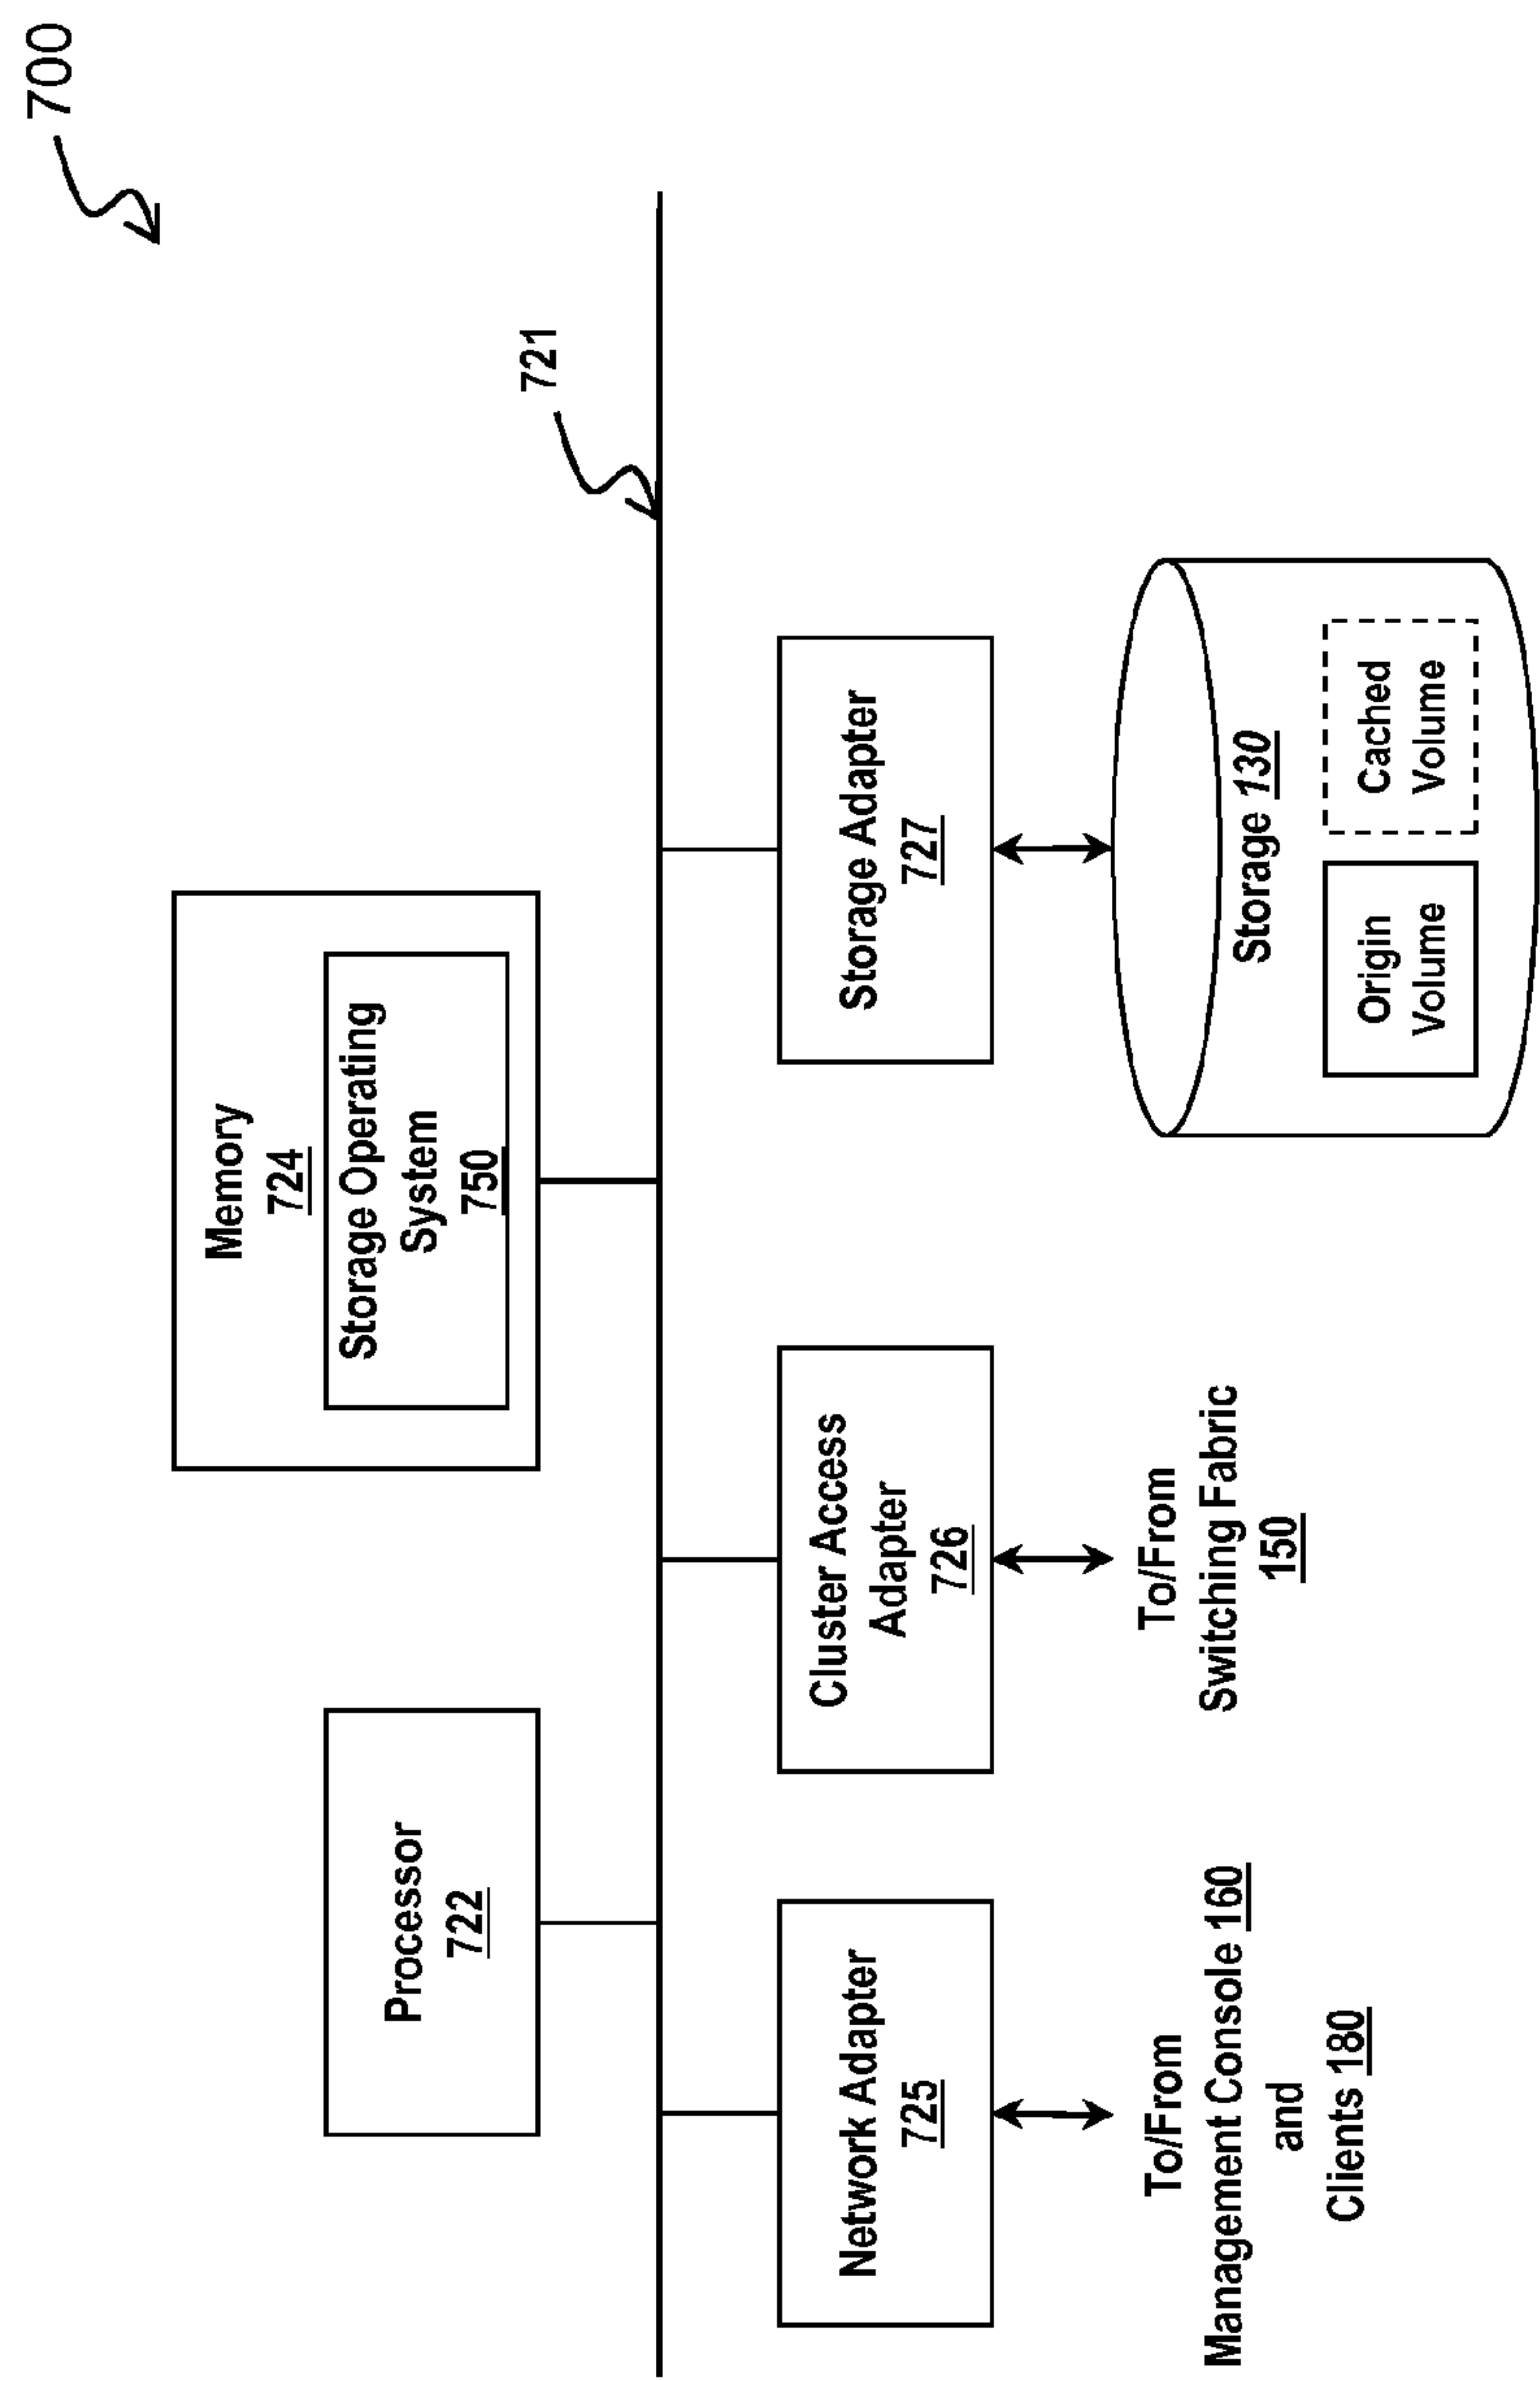 700
721
Memory
724
Storage Operating
System
750
Processor
722
Network Adapter
725
Cluster Access
Adapter
726
Storage Adapter
727
To/From
Management Console 160
and
Clients 180
To/From
Switching Fabric
150
Storage 130
Origin
Volume
Cached
Volume